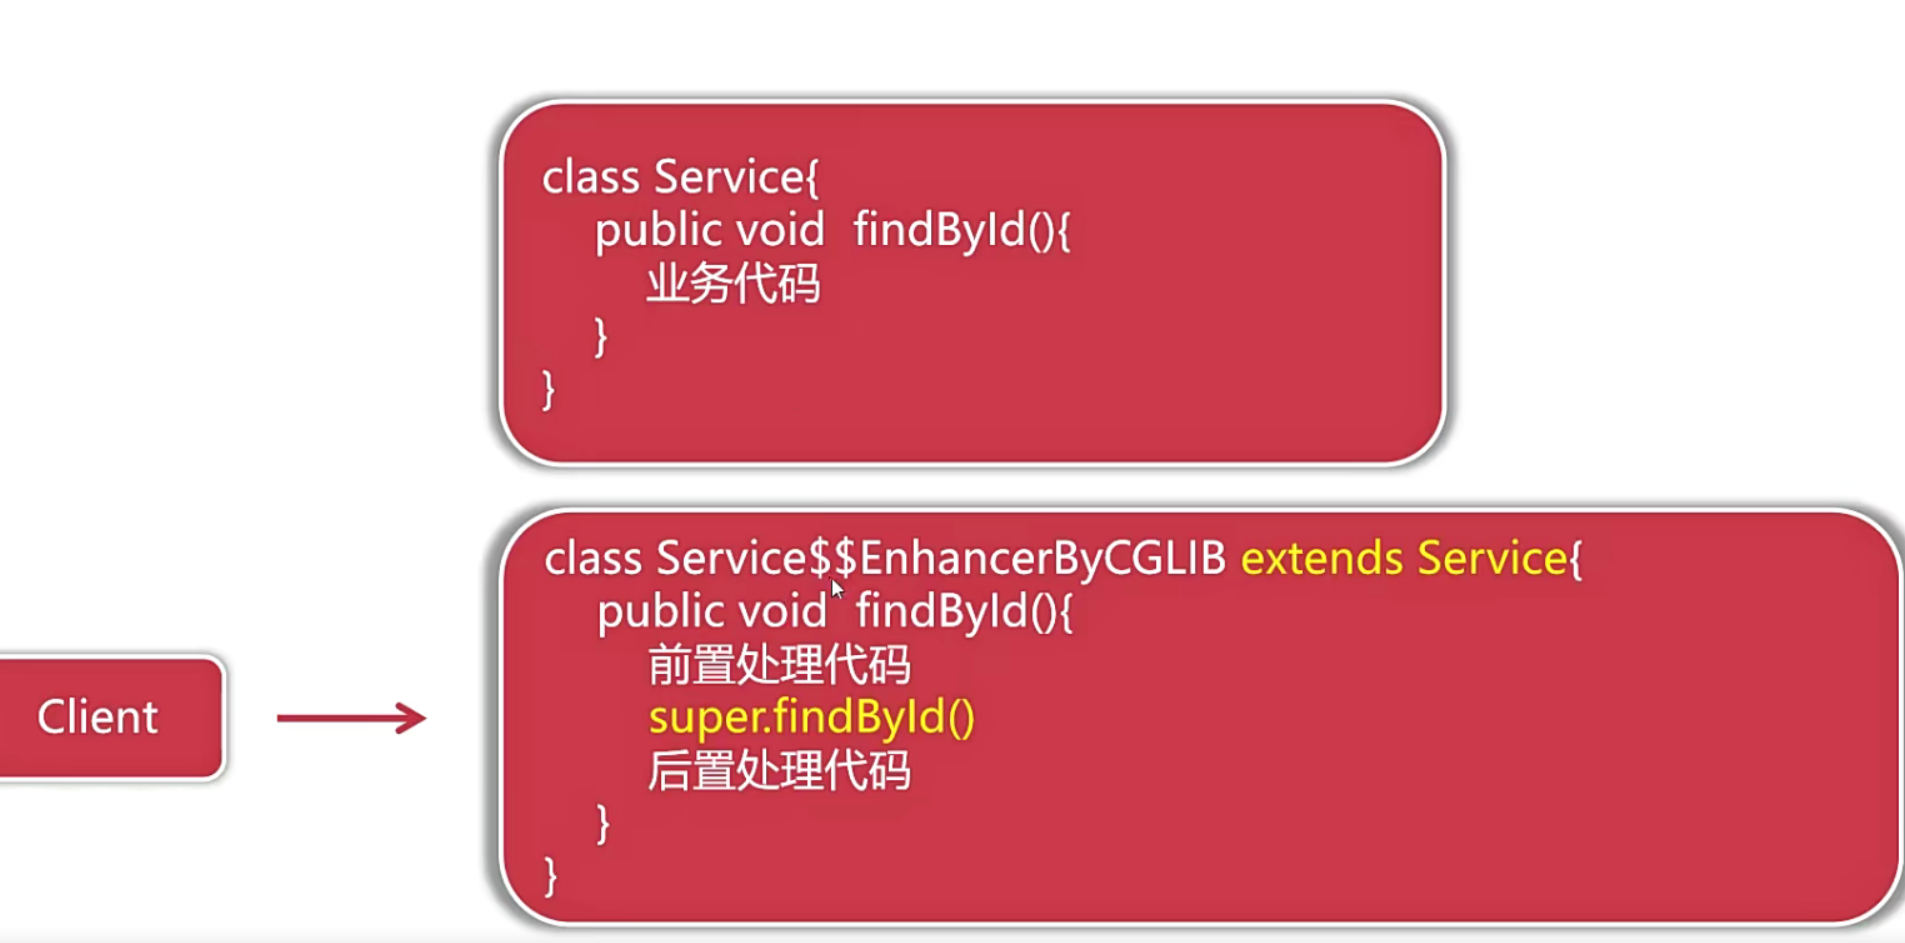 class Service{
public void findById(){
业务代码
}
}
class Service$$EnhancerByCGLIB extends Service{
public void findById(){
前置处理代码
super.findById()
后置处理代码
}
}
Client